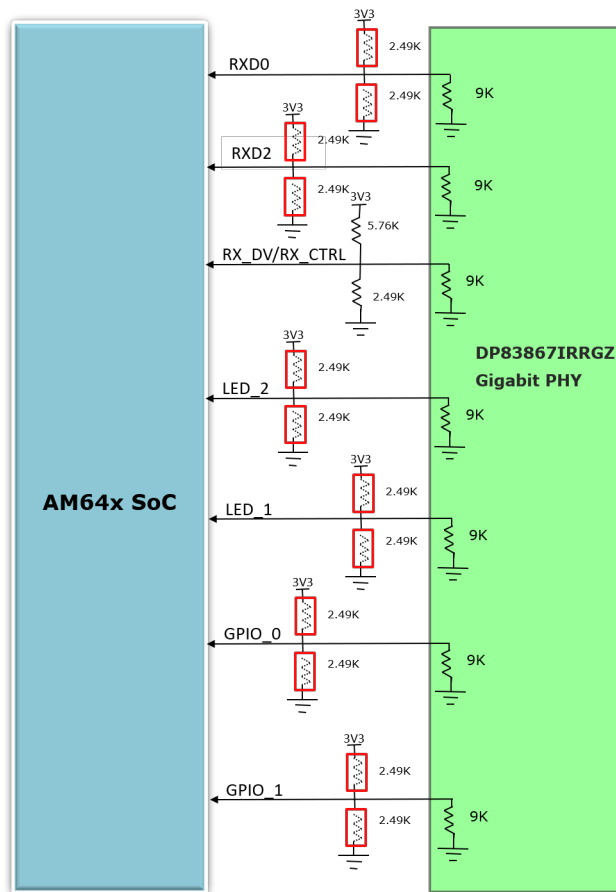 3V3
2.49K
RXD0
2.49K
9K
3V3
2.49K
RXD2
2.49K
9K
3V3
5.76K
RX_DV/RX_CTRL
2.49K
9K
3V3
DP83867IRRGZ
Gigabit PHY
2.49K
LED_2
2.49K
9K
AM64x SoC
3V3
2.49K
LED_1
2.49K
9K
3V3
2.49K
GPIO_0
2.49K
9K
3V3
2.49K
GPIO_1
2.49K
9K